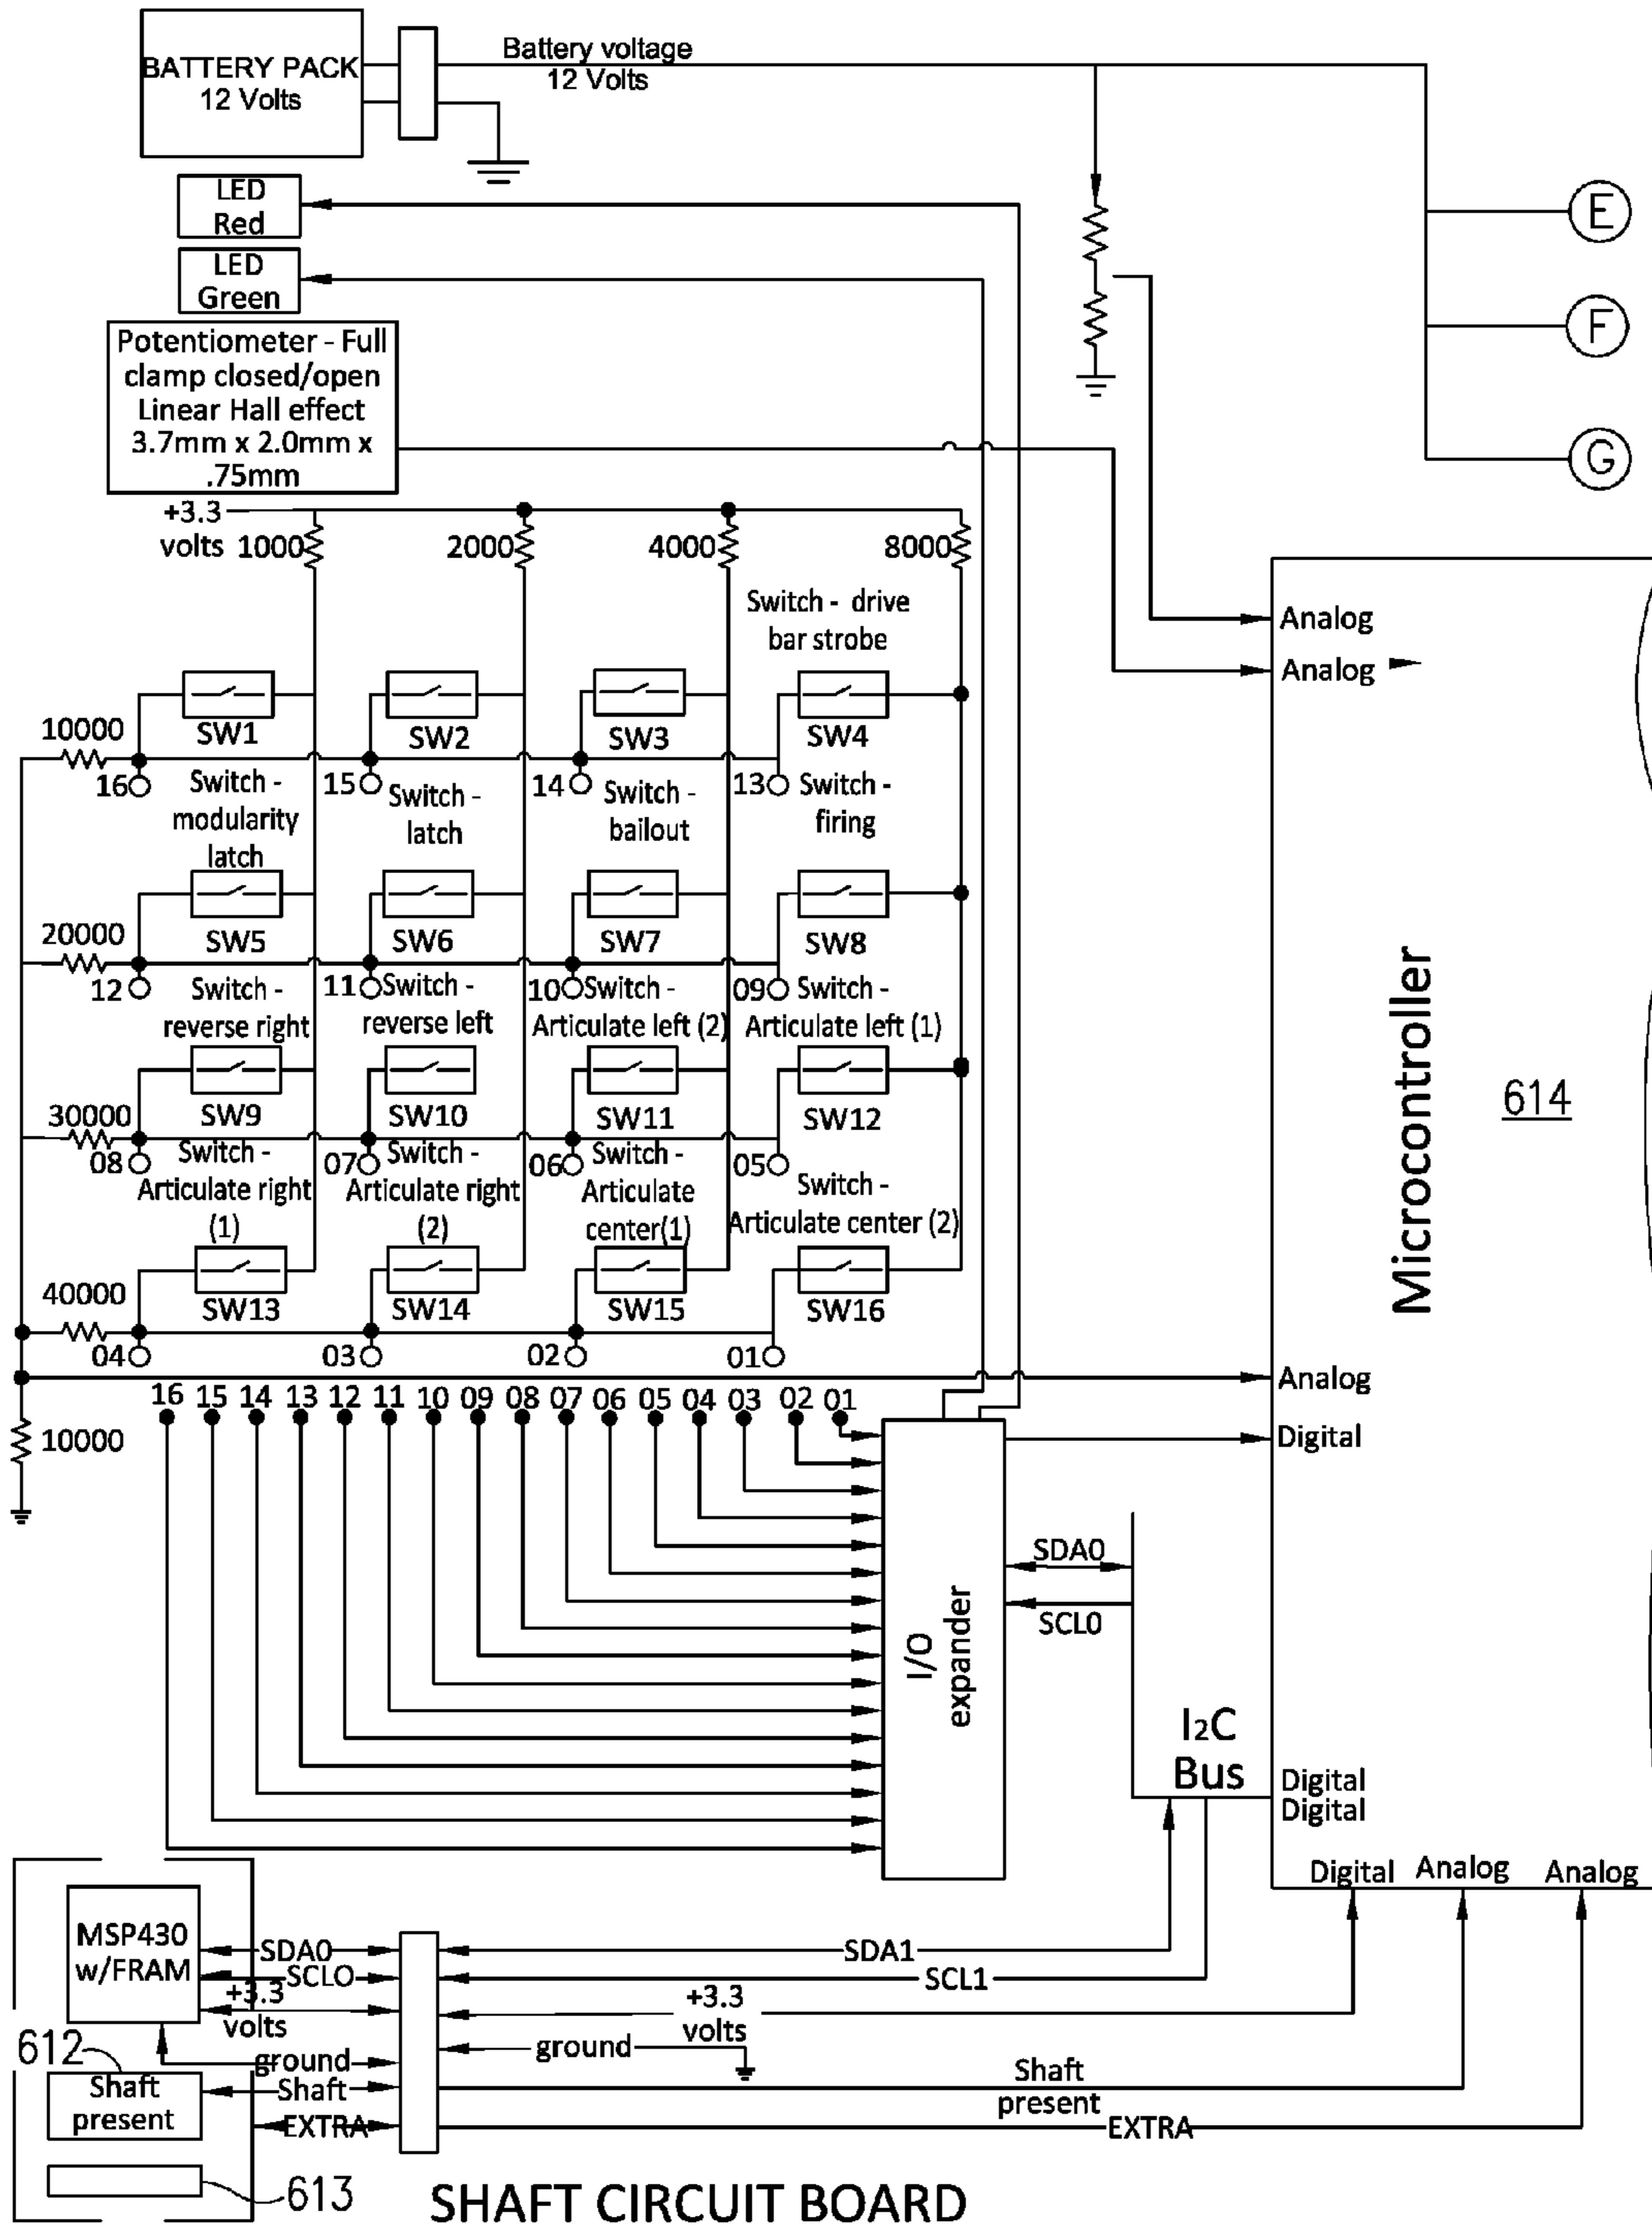 BATTERY PACK
12 Volts
Battery voltage
12 Volts
LED
Red
LED
Green
E
F
G
Potentiometer - Full
clamp closed/open
Linear Hall effect
3.7mm x 2.0mm x
.75mm
+3.3
volts
1000
2000
4000
8000
Switch - drive
bar strobe
Analog
Analog
SW1
SW2
SW3
SW4
10000
16
15
14
13
Switch -
modularity
latch
Switch -
latch
Switch -
bailout
Switch -
firing
SW5
SW6
SW7
SW8
20000
12
11
10
09
Switch -
reverse right
Switch -
reverse left
Switch -
Articulate left (2)
Switch -
Articulate left (1)
SW9
SW10
SW11
SW12
30000
08
07
06
05
Switch -
Articulate right
(1)
Switch -
Articulate right
(2)
Switch -
Articulate
center(1)
Switch -
Articulate center (2)
SW13
SW14
SW15
SW16
40000
04
03
02
01
Microcontroller
614
Analog
16 15 14 13 12 11 10 09 08 07 06 05 04 03 02 01
10000
Digital
I/O
expander
SDA0
SCL0
I2C
Bus
Digital
Digital
Digital
Analog
Analog
MSP430
w/FRAM
SDA0
SCLO
+3.3
volts
ground
Shaft
EXTRA
SDA1
SCL1
+3.3
volts
ground
Shaft
present
EXTRA
612
Shaft
present
613
SHAFT CIRCUIT BOARD